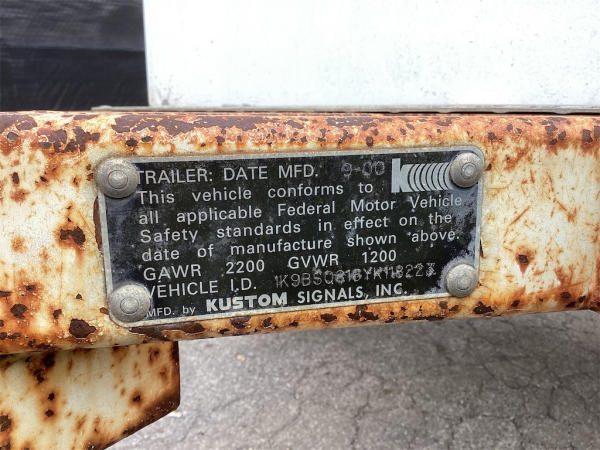 TRAILER: DATE MFD. 9-00
This vehicle conforms to
all applicable Federal Motor Vehicle
Safety standards in effect on the
date of manufacture shown above.
GAWR 2200 GVWR 1200
VEHICLE I.D.
MFD. by KUSTOM SIGNALS, INC.